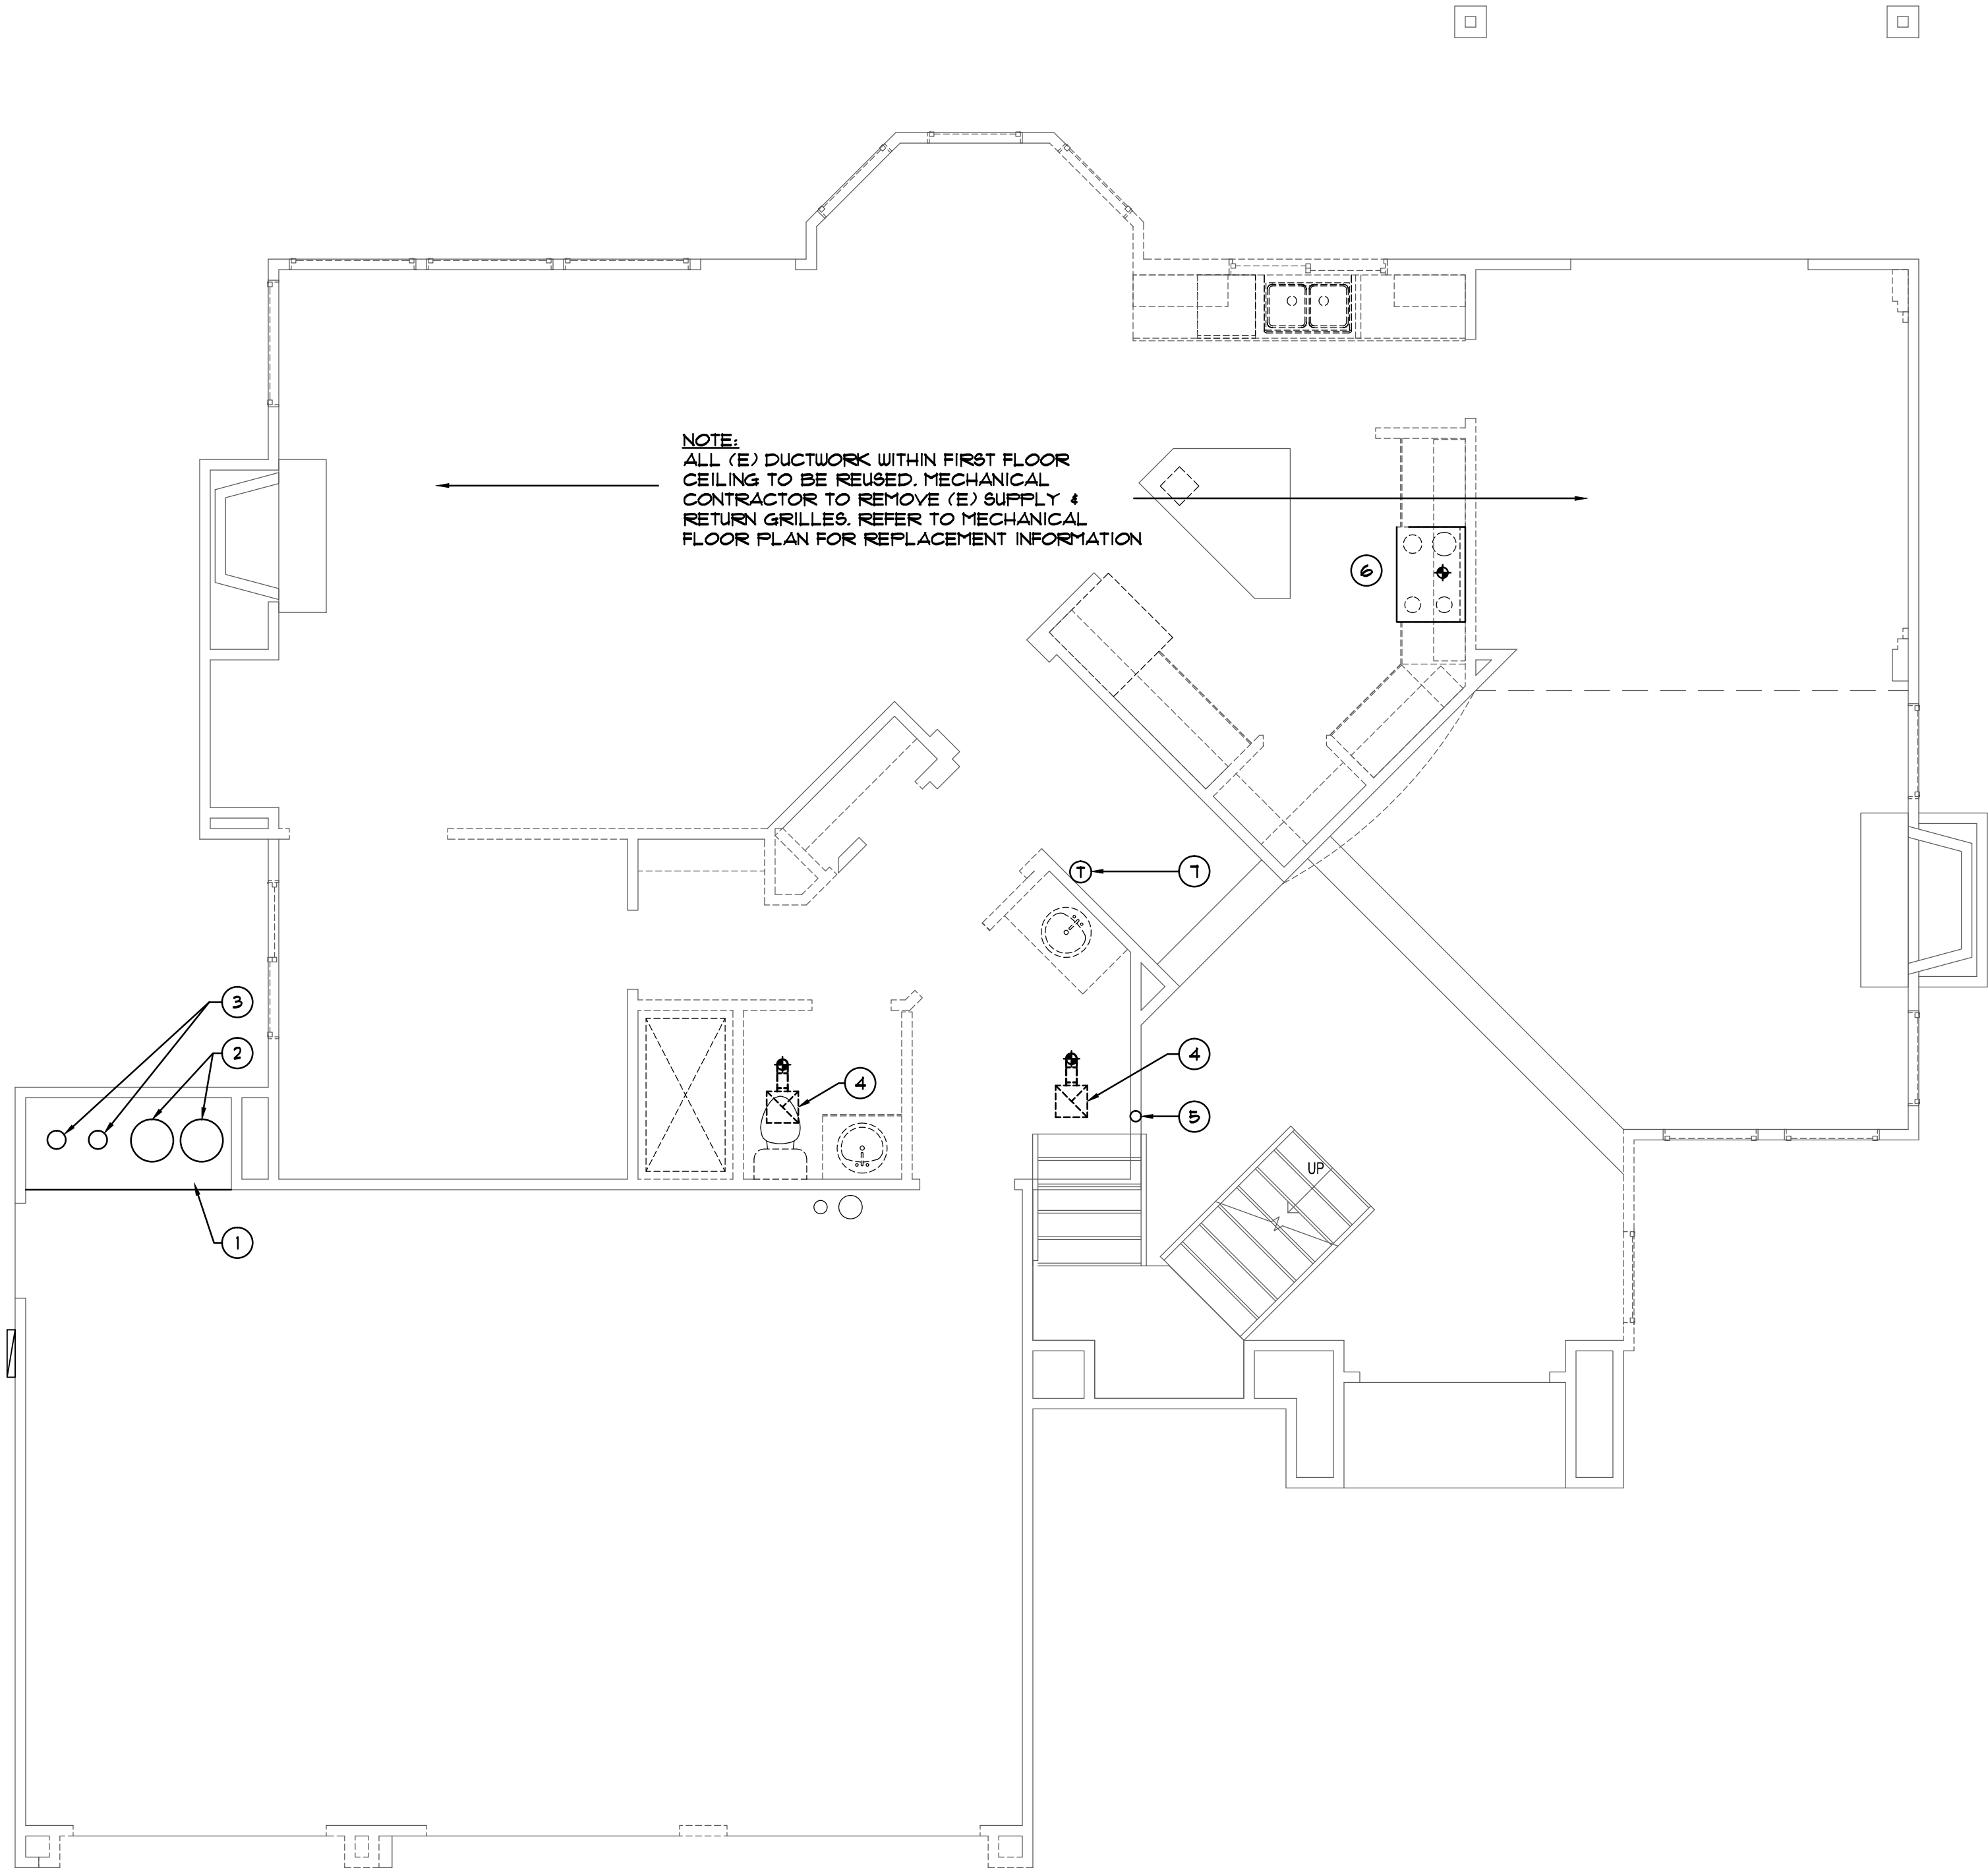 NOTE:
ALL (E) DUCTWORK WITHIN FIRST FLOOR
CEILING TO BE REUSED. MECHANICAL
CONTRACTOR TO REMOVE (E) SUPPLY &
RETURN GRILLES. REFER TO MECHANICAL
FLOOR PLAN FOR REPLACEMENT INFORMATION
6
T
7
3
2
4
4
5
UP
1